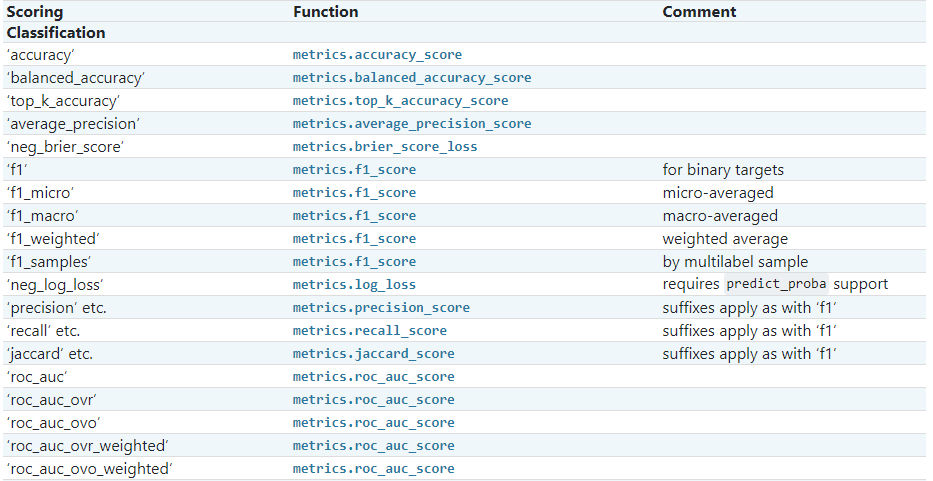 Scoring Function Comment
Classification
‘accuracy’ metrics.accuracy_score
‘balanced_accuracy’ metrics.balanced_accuracy_score
‘top_k_accuracy’ metrics.top_k_accuracy_score
‘average_precision’ metrics.average_precision_score
‘neg_brier_score’ metrics.brier_score_loss
‘f1’ metrics.f1_score for binary targets
‘f1_micro’ metrics.f1_score micro-averaged
‘f1_macro’ metrics.f1_score macro-averaged
‘f1_weighted’ metrics.f1_score weighted average
‘f1_samples’ metrics.f1_score by multilabel sample
‘neg_log_loss’ metrics.log_loss requires predict_proba support
‘precision’ etc. metrics.precision_score suffixes apply as with ‘f1’
‘recall’ etc. metrics.recall_score suffixes apply as with ‘f1’
‘jaccard’ etc. metrics.jaccard_score suffixes apply as with ‘f1’
‘roc_auc’ metrics.roc_auc_score
‘roc_auc_ovr’ metrics.roc_auc_score
‘roc_auc_ovo’ metrics.roc_auc_score
‘roc_auc_ovr_weighted’ metrics.roc_auc_score
‘roc_auc_ovo_weighted’ metrics.roc_auc_score